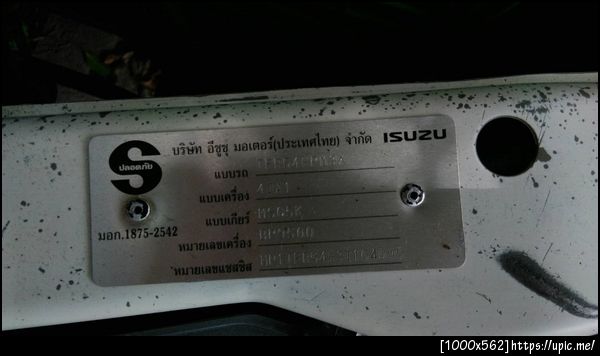 บริษัท อีซูซุ มอเตอร์(ประเทศไทย) จำกัด ISUZU
S
ปลอดภัย
แบบรถ
แบบเครื่อง 4JA1
แบบเกียร์ MSG5K
หมายเลขเครื่อง
หมายเลขแชสซิส
มอก.1875-2542
[1000x562]https://upic.me/